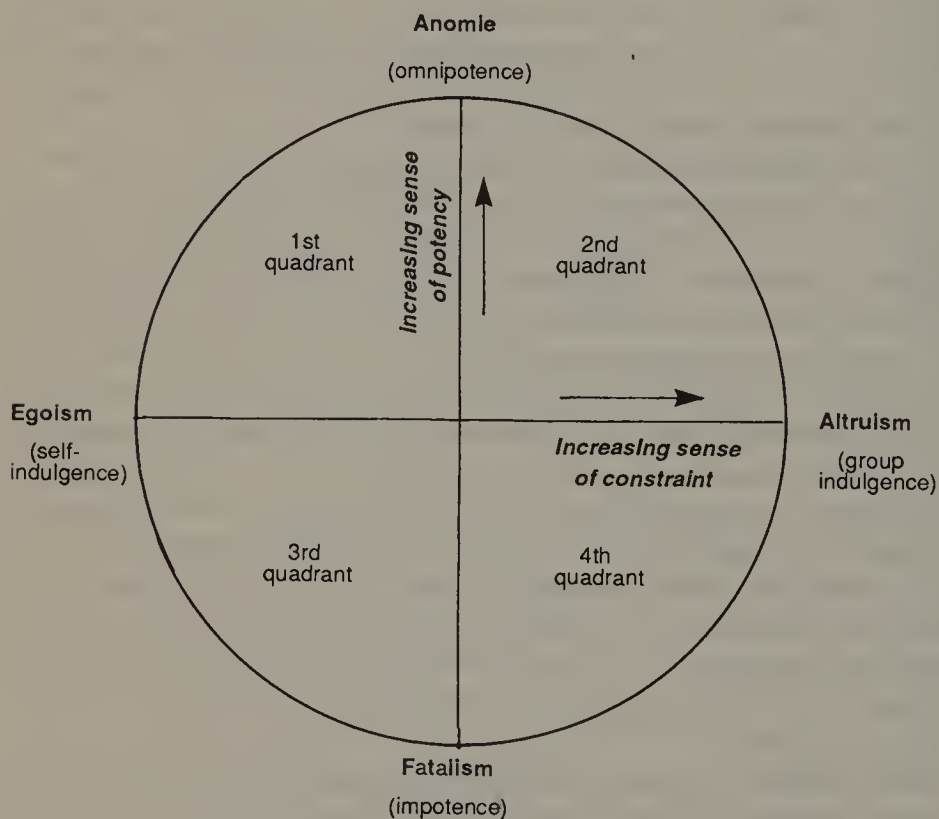 Anomie
(omnipotence)
Increasing sense
of potency
1st
quadrant
2nd
quadrant
Egoism
(self-
indulgence)
Increasing sense
of constraint
Altruism
(group
indulgence)
3rd
quadrant
4th
quadrant
Fatalism
(impotence)